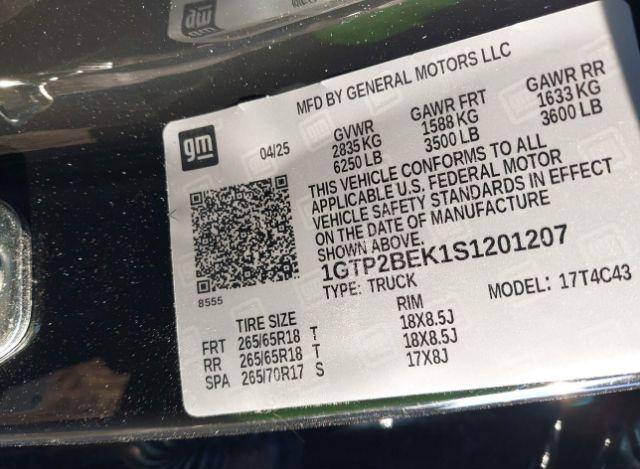 gm
MFD BY GENERAL MOTORS LLC
04/25
GVWR GAWR FRT GAWR RR
2835 KG 1588 KG 1633 KG
6250 LB 3500 LB 3600 LB
THIS VEHICLE CONFORMS TO ALL
APPLICABLE U.S. FEDERAL MOTOR
VEHICLE SAFETY STANDARDS IN EFFECT
ON THE DATE OF MANUFACTURE
SHOWN ABOVE.
1GTP2BEK1S1201207
8555
TYPE: TRUCK MODEL: 17T4C43
TIRE SIZE RIM
FRT 265/65R18 T 18X8.5J
RR 265/65R18 T 18X8.5J
SPA 265/70R17 S 17X8J